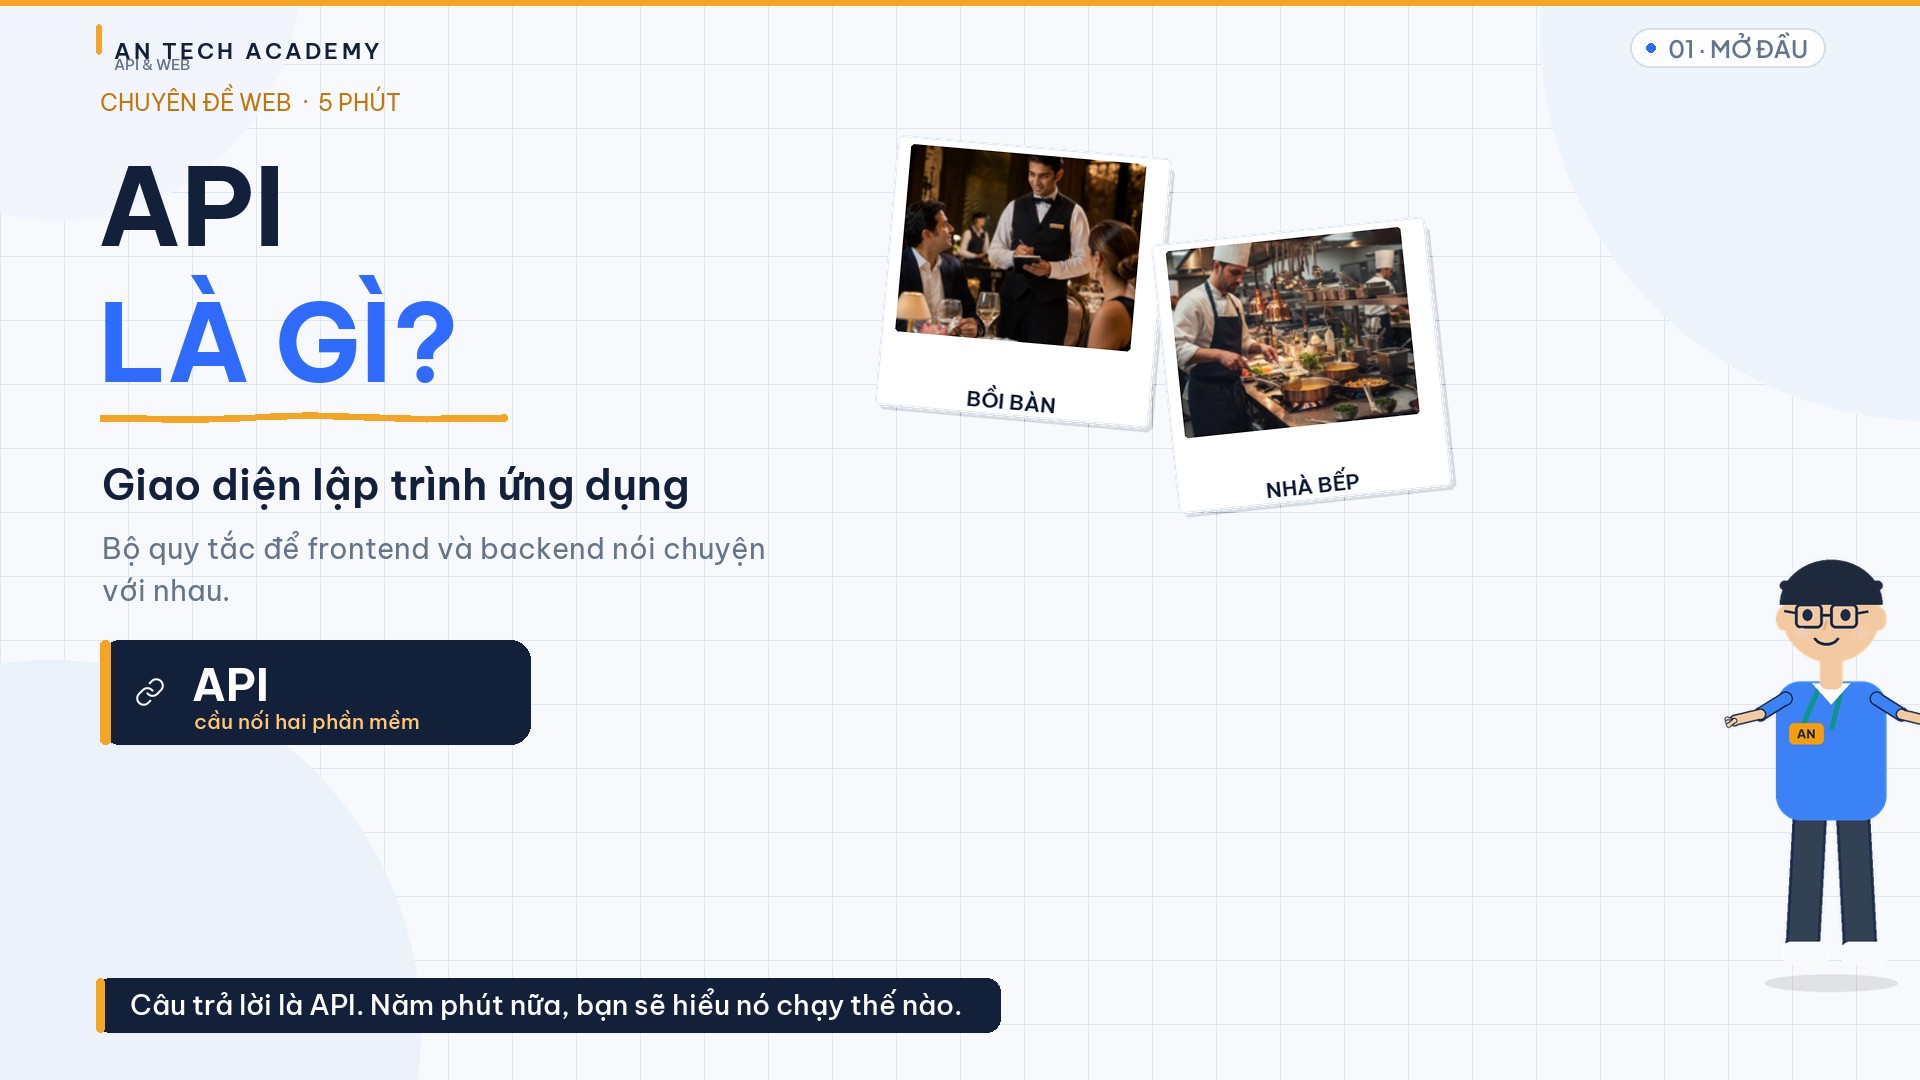 AN TECH ACADEMY
API & WEB
01 · MỞ ĐẦU
CHUYÊN ĐỀ WEB · 5 PHÚT
API
LÀ GÌ?
BỒI BÀN
NHÀ BẾP
Giao diện lập trình ứng dụng
Bộ quy tắc để frontend và backend nói chuyện
với nhau.
API
cầu nối hai phần mềm
AN
Câu trả lời là API. Năm phút nữa, bạn sẽ hiểu nó chạy thế nào.